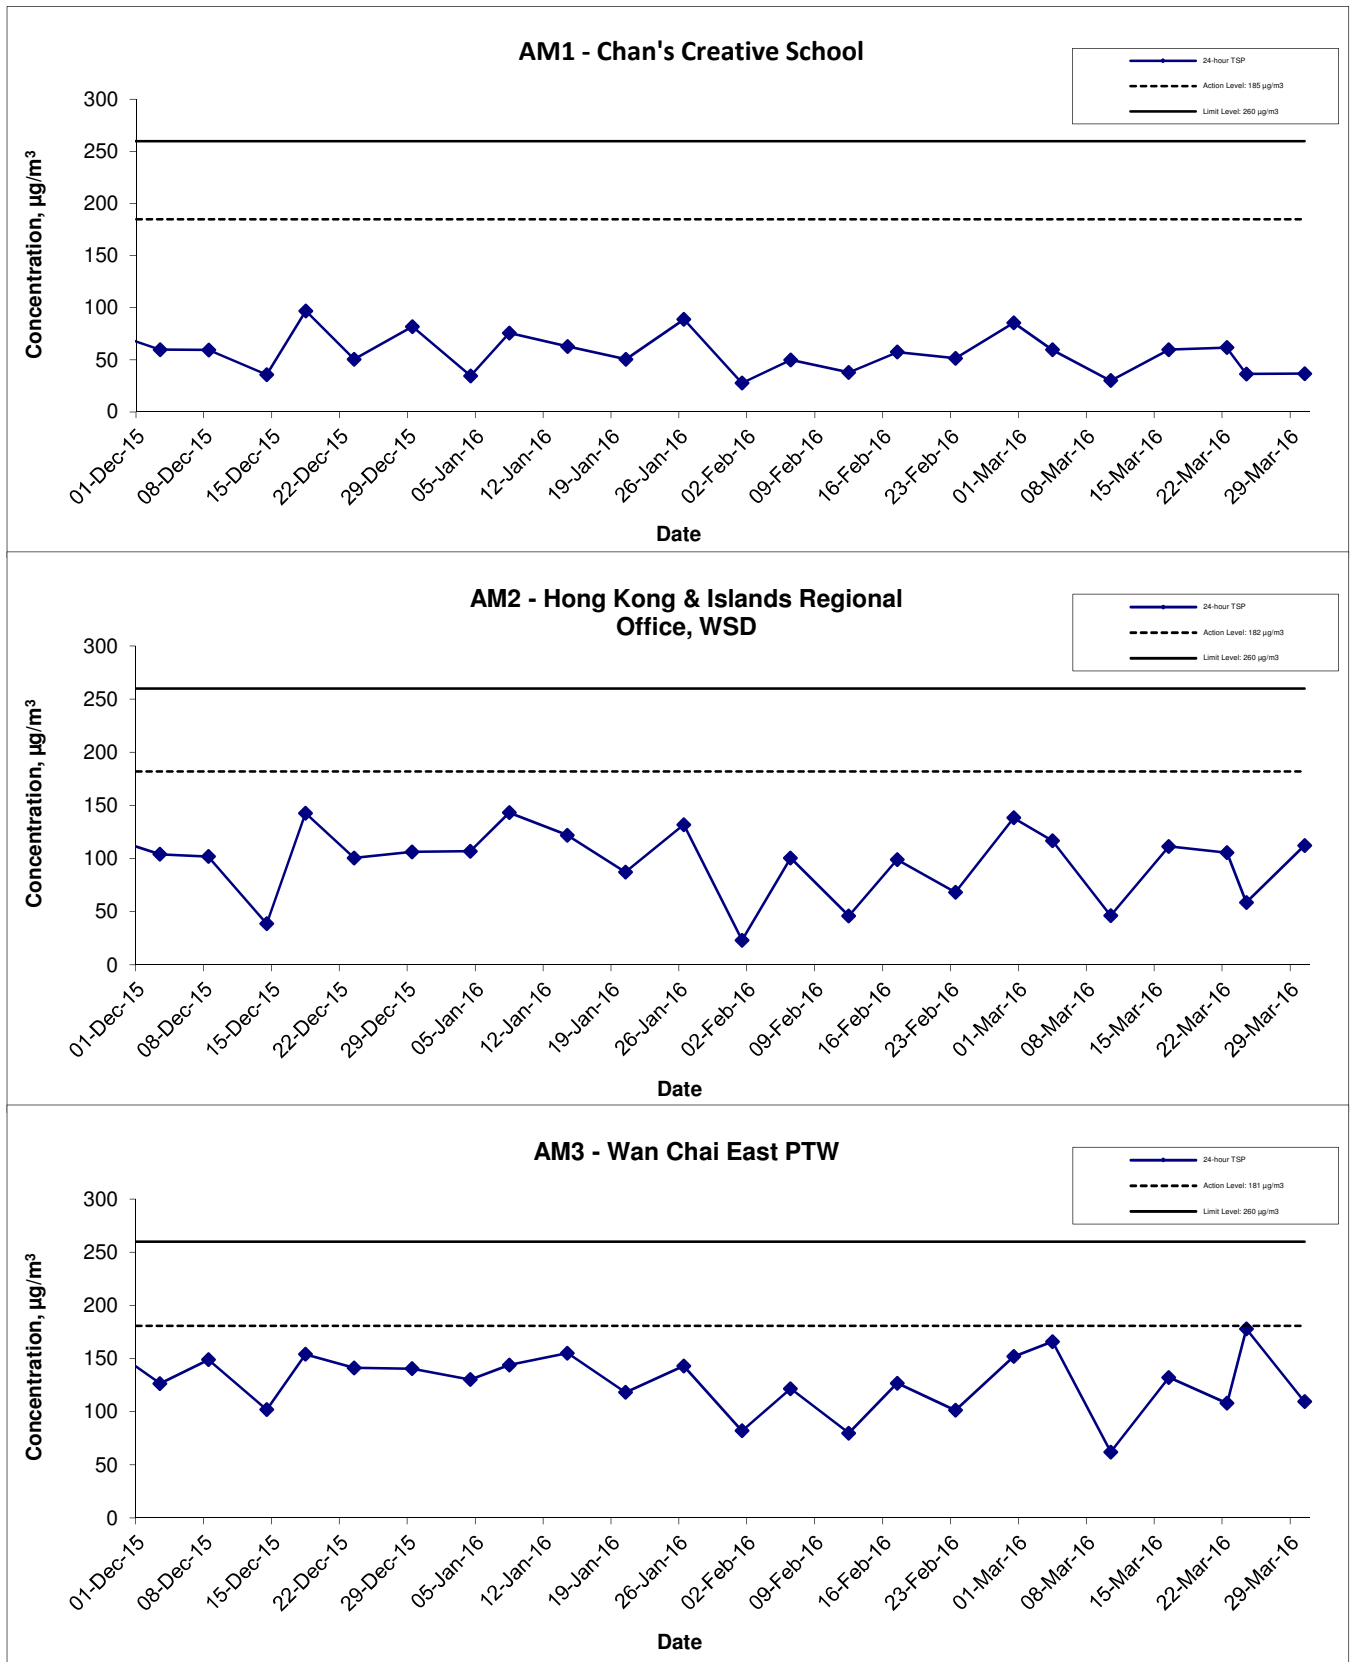 AM1 - Chan's Creative School
24-hour TSP
Action Level: 185 µg/m3
Limit Level: 260 µg/m3
Concentration, µg/m³
300
250
200
150
100
50
0
01-Dec-15
08-Dec-15
15-Dec-15
22-Dec-15
29-Dec-15
05-Jan-16
12-Jan-16
19-Jan-16
26-Jan-16
02-Feb-16
09-Feb-16
16-Feb-16
23-Feb-16
01-Mar-16
08-Mar-16
15-Mar-16
22-Mar-16
29-Mar-16
Date
AM2 - Hong Kong & Islands Regional
Office, WSD
24-hour TSP
Action Level: 182 µg/m3
Limit Level: 260 µg/m3
Concentration, µg/m³
300
250
200
150
100
50
0
01-Dec-15
08-Dec-15
15-Dec-15
22-Dec-15
29-Dec-15
05-Jan-16
12-Jan-16
19-Jan-16
26-Jan-16
02-Feb-16
09-Feb-16
16-Feb-16
23-Feb-16
01-Mar-16
08-Mar-16
15-Mar-16
22-Mar-16
29-Mar-16
Date
AM3 - Wan Chai East PTW
24-hour TSP
Action Level: 181 µg/m3
Limit Level: 260 µg/m3
Concentration, µg/m³
300
250
200
150
100
50
0
01-Dec-15
08-Dec-15
15-Dec-15
22-Dec-15
29-Dec-15
05-Jan-16
12-Jan-16
19-Jan-16
26-Jan-16
02-Feb-16
09-Feb-16
16-Feb-16
23-Feb-16
01-Mar-16
08-Mar-16
15-Mar-16
22-Mar-16
29-Mar-16
Date